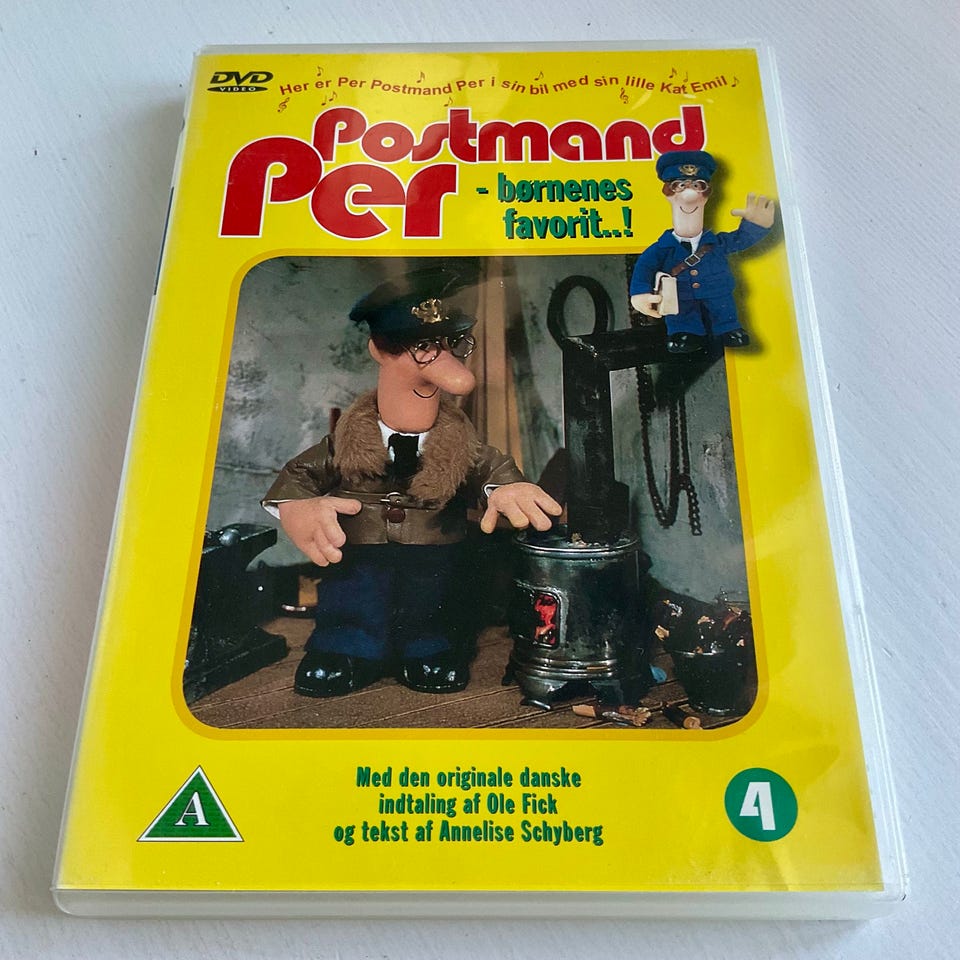 DVD
VIDEO
Her er Per Postmand Per i sin bil med sin lille Kat Emil
Postmand
Per
- børnenes
favorit..!
A
Med den originale danske
indtaling af Ole Fick
og tekst af Annelise Schyberg
4